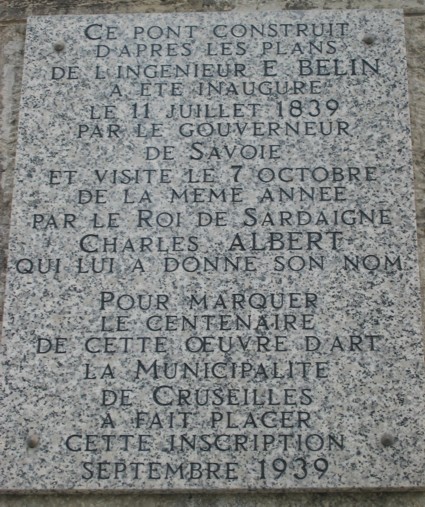 CE PONT CONSTRUIT
D'APRES LES PLANS
DE L'INGENIEUR E BELIN
A ETE INAUGURE
LE 11 JUILLET 1839
PAR LE GOUVERNEUR
DE SAVOIE
ET VISITE LE 7 OCTOBRE
DE LA MEME ANNEE
PAR LE ROI DE SARDAIGNE
CHARLES ALBERT
QUI LUI A DONNE SON NOM
POUR MARQUER
LE CENTENAIRE
DE CETTE ŒUVRE D'ART
LA MUNICIPALITE
DE CRUSEILLES
A FAIT PLACER
CETTE INSCRIPTION
SEPTEMBRE 1939